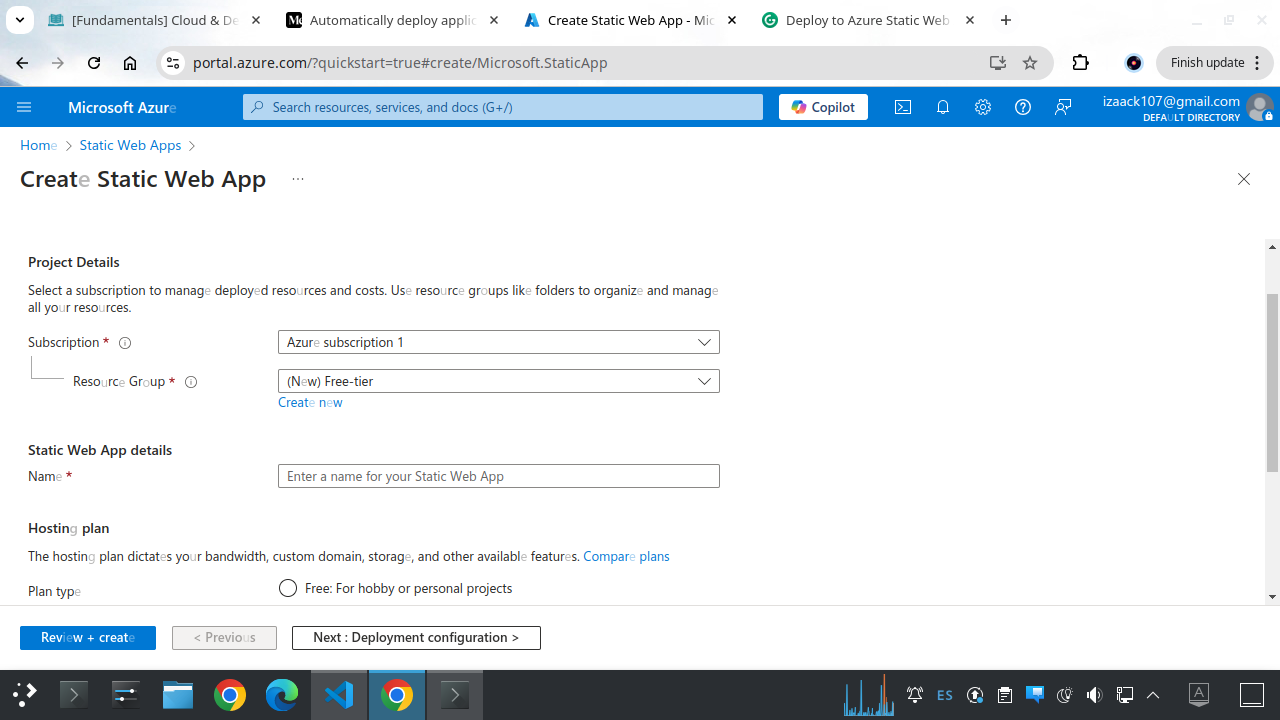 [Fundamentals] Cloud & De
Automatically deploy applic
Create Static Web App - Mic
Deploy to Azure Static Web
portal.azure.com/?quickstart=true#create/Microsoft.StaticApp
Finish update
Microsoft Azure
Search resources, services, and docs (G+/)
Copilot
izaack107@gmail.com
DEFAULT DIRECTORY
Home
Static Web Apps
Create Static Web App
...
Project Details
Select a subscription to manage deployed resources and costs. Use resource groups like folders to organize and manage
all your resources.
Subscription *
Azure subscription 1
Resource Group *
(New) Free-tier
Create new
Static Web App details
Name *
Enter a name for your Static Web App
Hosting plan
The hosting plan dictates your bandwidth, custom domain, storage, and other available features. Compare plans
Plan type
Free: For hobby or personal projects
Review + create
< Previous
Next : Deployment configuration >
ES
A